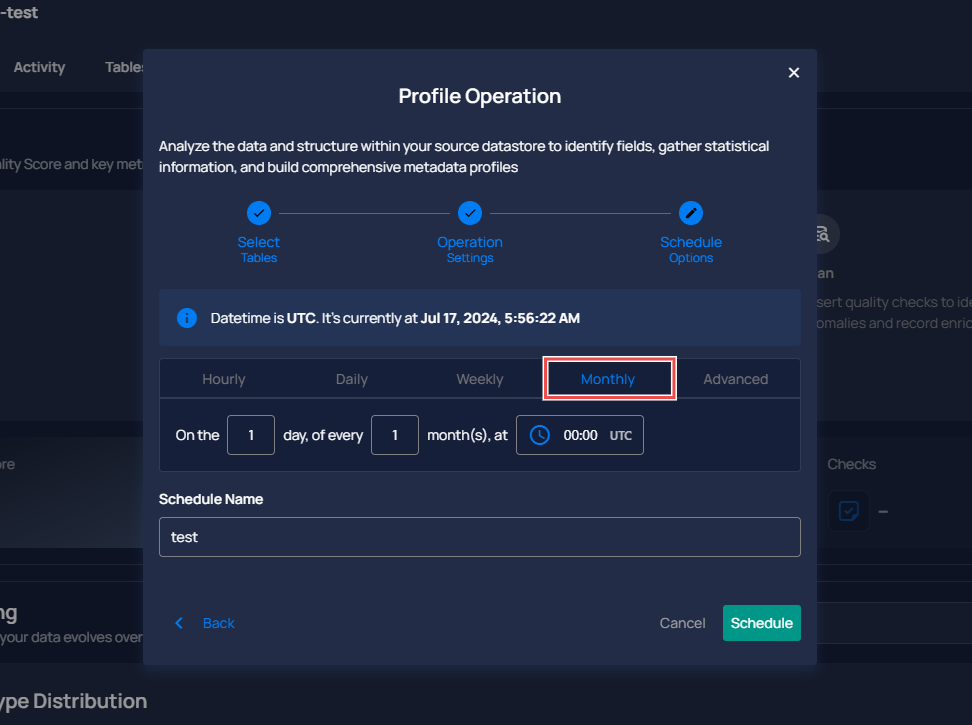 -test
Activity Tables
Profile Operation
Analyze the data and structure within your source datastore to identify fields, gather statistical
information, and build comprehensive metadata profiles
lity Score and key met
Select
Tables
Operation
Settings
Schedule
Options
an
sert quality checks to ide
omalies and record enric
Datetime is UTC. It's currently at Jul 17, 2024, 5:56:22 AM
Hourly Daily Weekly Monthly Advanced
On the 1 day, of every 1 month(s), at 00:00 UTC
ore
Checks
Schedule Name
test
–
ng
your data evolves over
Back Cancel Schedule
ype Distribution